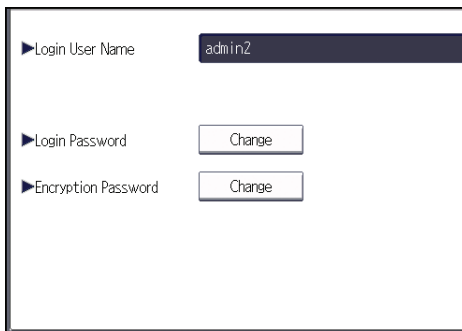 ▶Login User Name
admin2
▶Login Password
Change
▶Encryption Password
Change